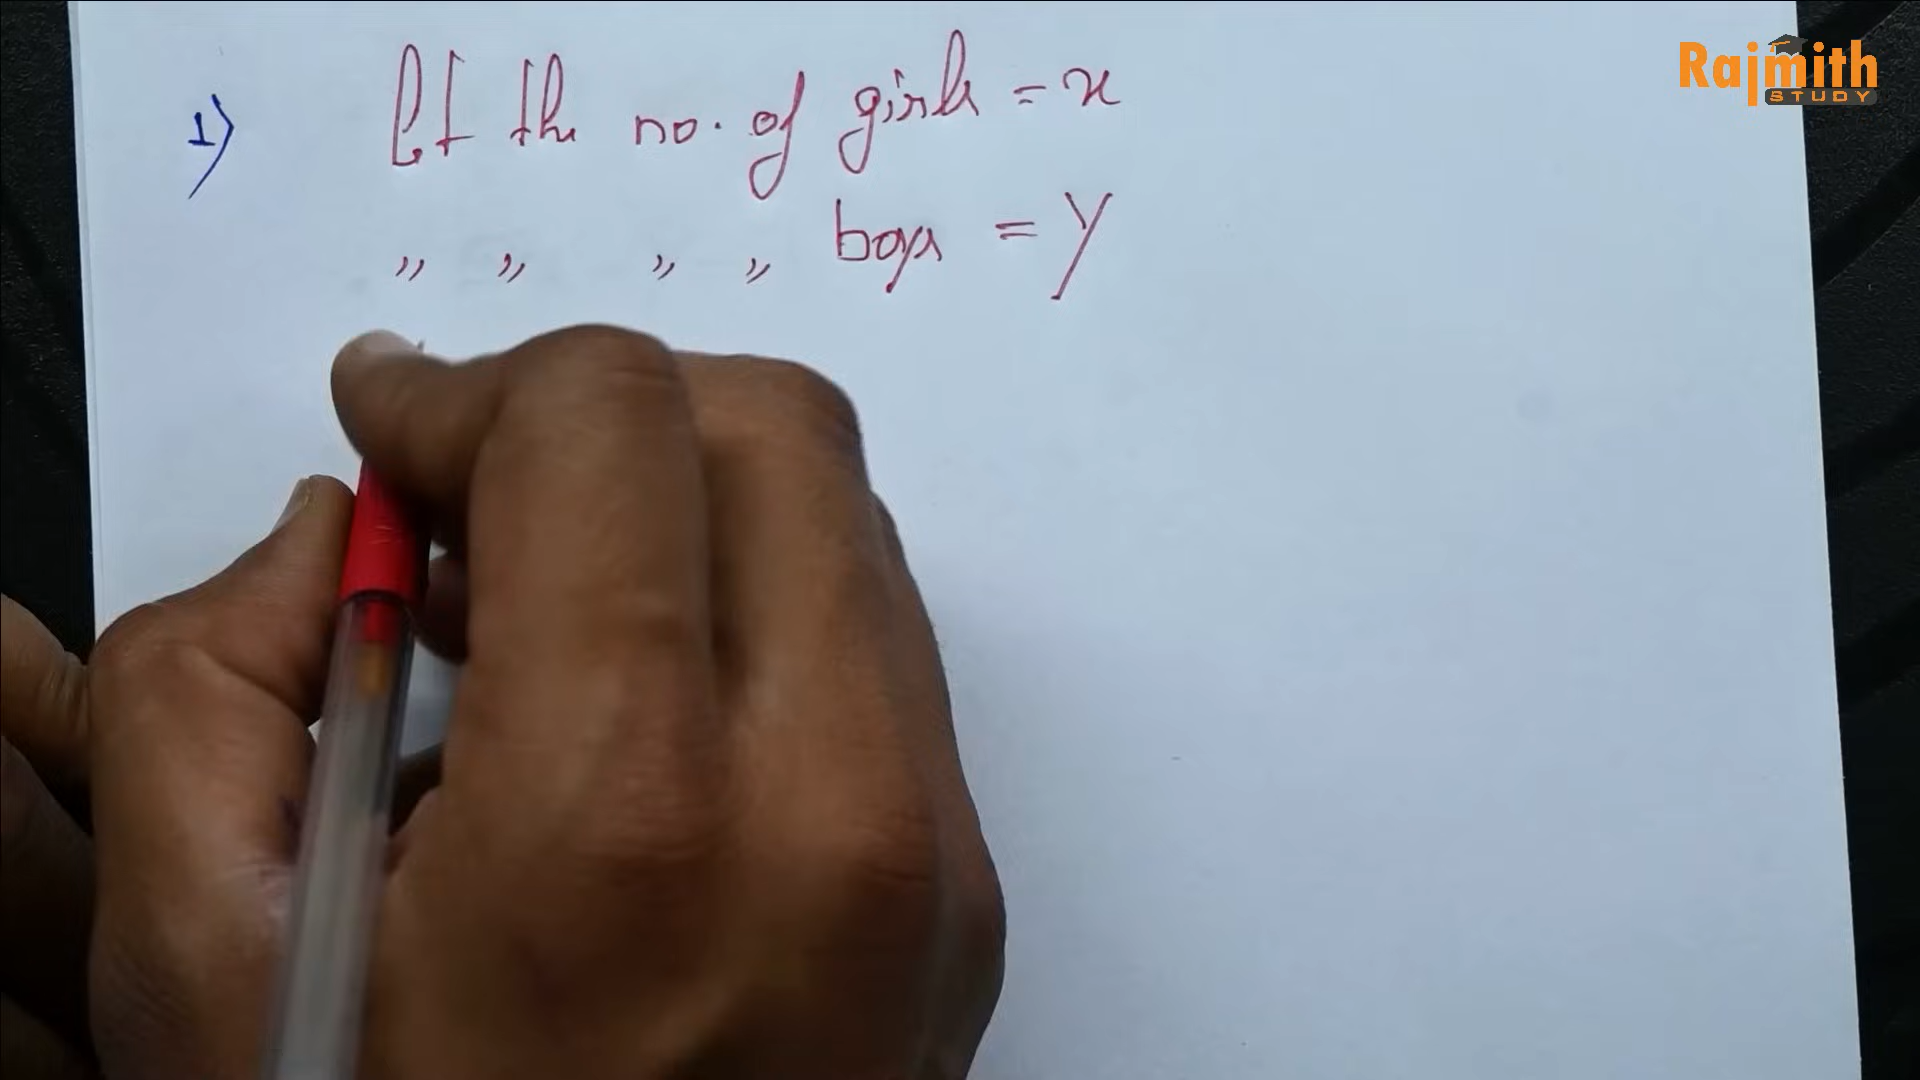 Rajmith
STUDY
1) let the no. of girls = x
,, ,, ,, ,, boys = y